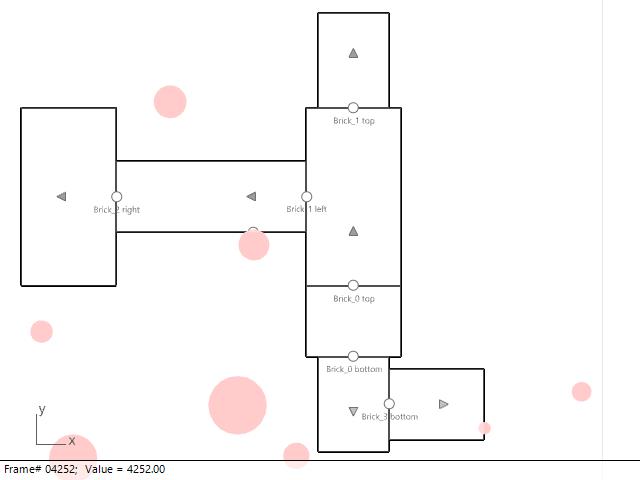 Brick_1 top
Brick_2 right
Brick_1 left
Brick_0 top
Brick_0 bottom
Brick_3 bottom
y
x
Frame# 04252; Value = 4252.00